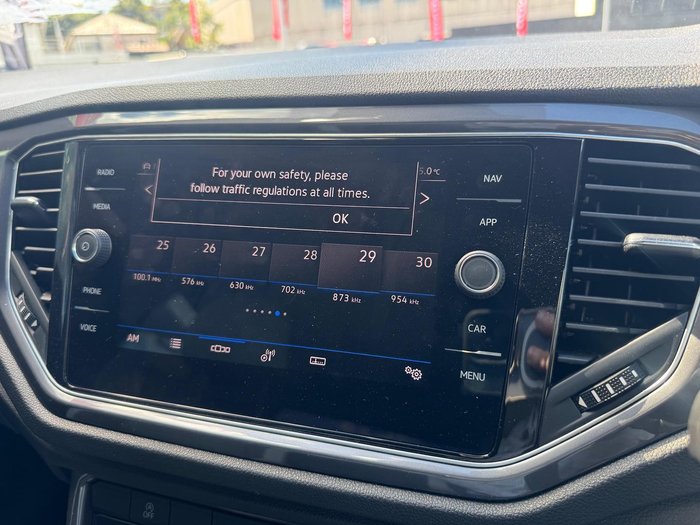 RADIO
MEDIA
PHONE
VOICE
For your own safety, please
follow traffic regulations at all times.
OK
5.0°C
25 26 27 28 29 30
100.1 MHz 576 kHz 630 kHz 702 kHz 873 kHz 954 kHz
AM
NAV
APP
CAR
MENU
OFF